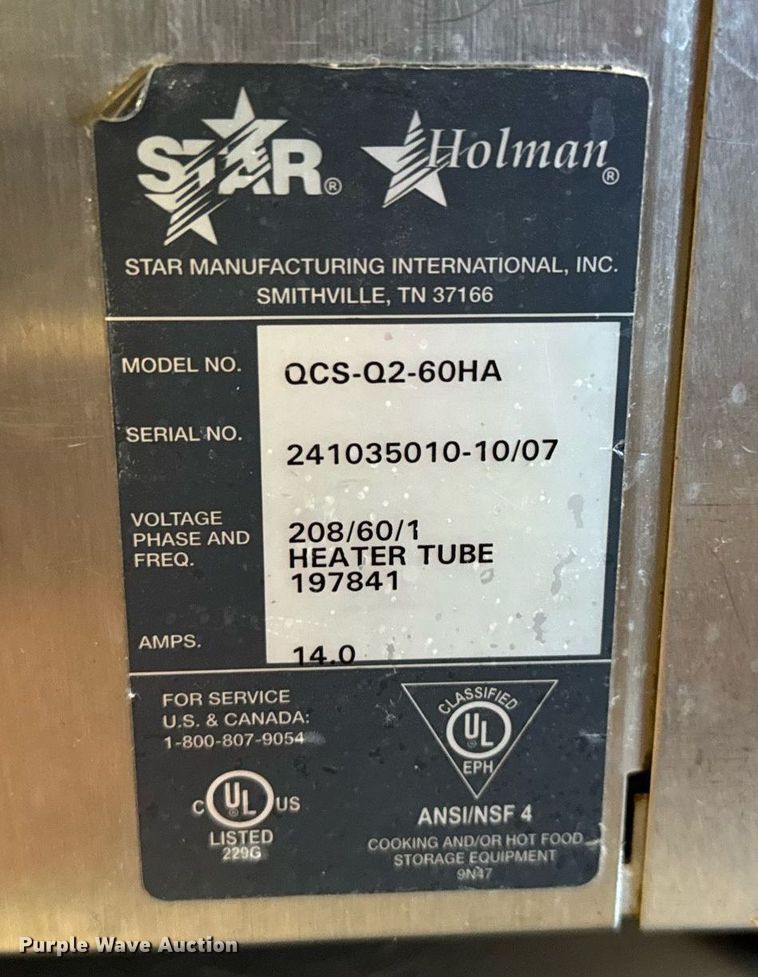 STAR® Holman®
STAR MANUFACTURING INTERNATIONAL, INC.
SMITHVILLE, TN 37166
MODEL NO. QCS-Q2-60HA
SERIAL NO. 241035010-10/07
VOLTAGE
PHASE AND
FREQ.
208/60/1
HEATER TUBE
197841
AMPS. 14.0
FOR SERVICE
U.S. & CANADA:
1-800-807-9054
C UL® US
LISTED
229G
CLASSIFIED
UL®
EPH
ANSI/NSF 4
COOKING AND/OR HOT FOOD
STORAGE EQUIPMENT
9N47
Purple Wave Auction